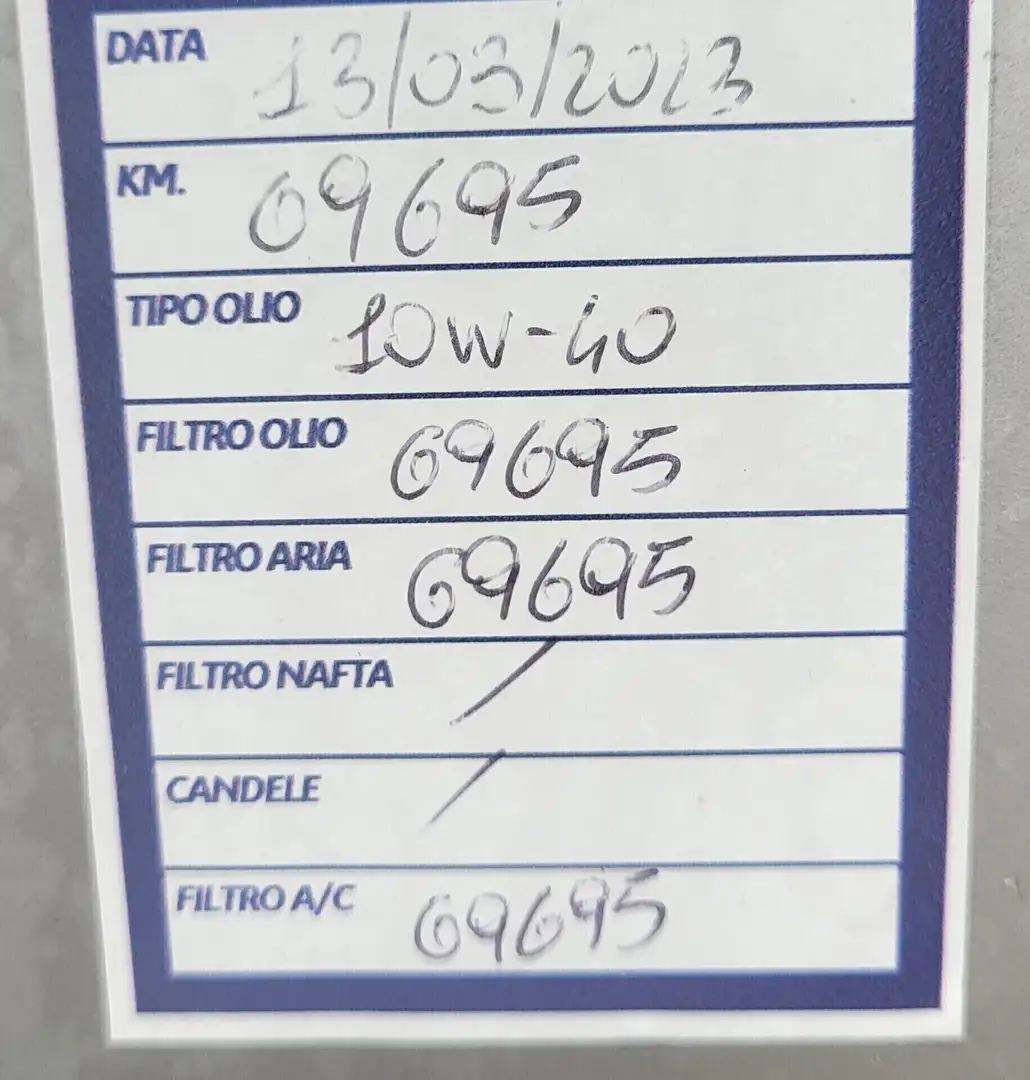 DATA 13/03/2023
KM. 69695
TIPO OLIO 10W-40
FILTRO OLIO 69695
FILTRO ARIA 69695
FILTRO NAFTA /
CANDELE /
FILTRO A/C 69695